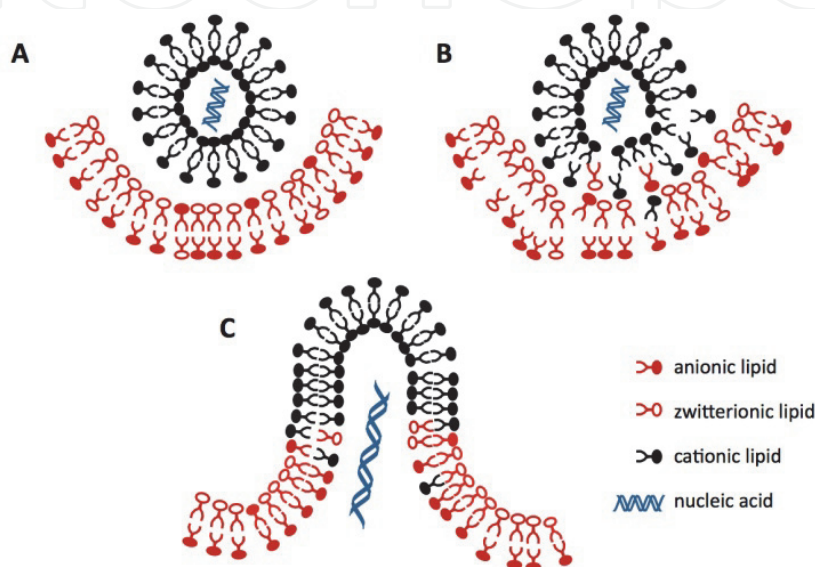 A
B
C
anionic lipid
zwitterionic lipid
cationic lipid
nucleic acid